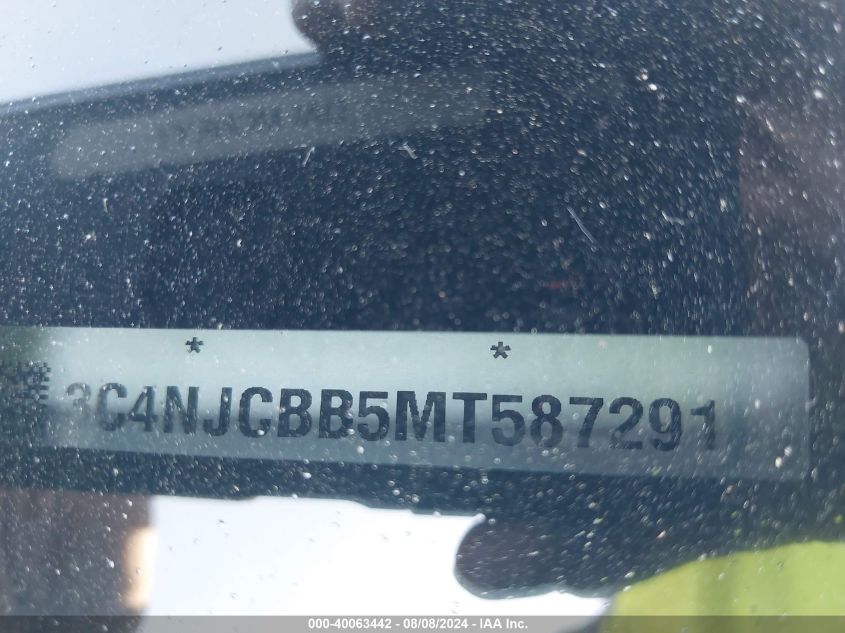 * *
3C4NJCBB5MT587291
000-40063442 - 08/08/2024 - IAA Inc.